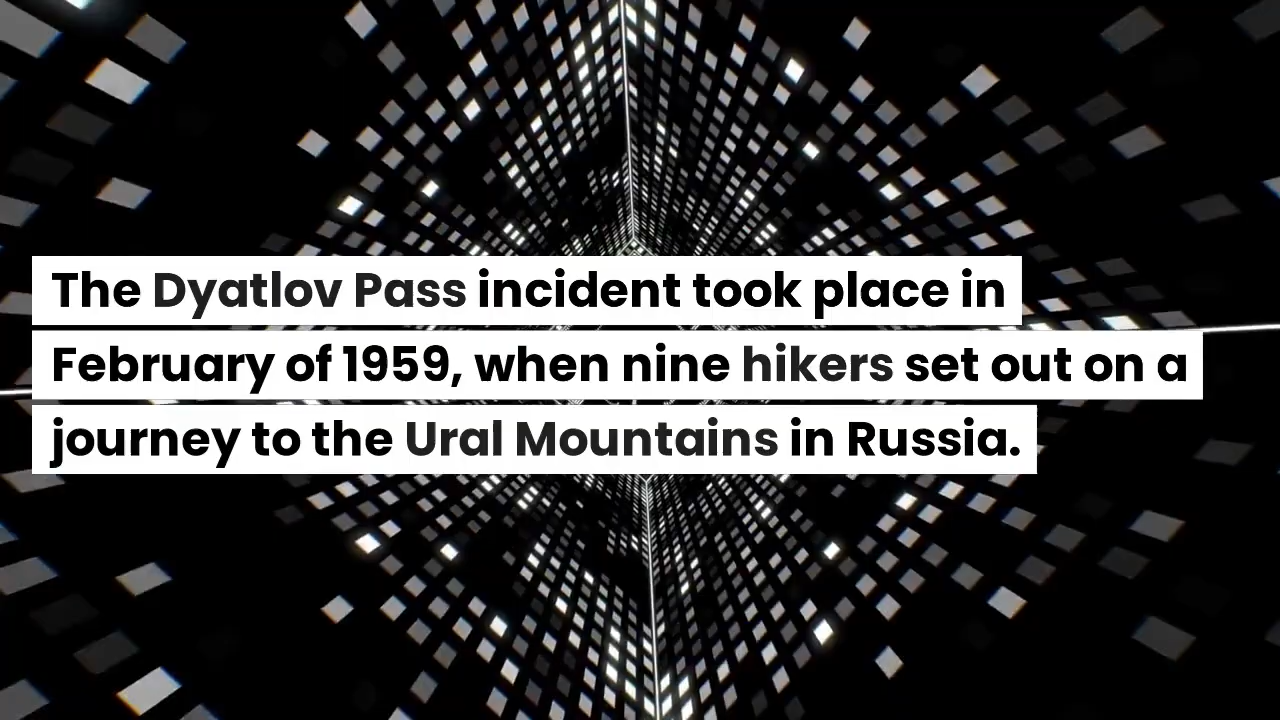 The Dyatlov Pass incident took place in
February of 1959, when nine hikers set out on a
journey to the Ural Mountains in Russia.